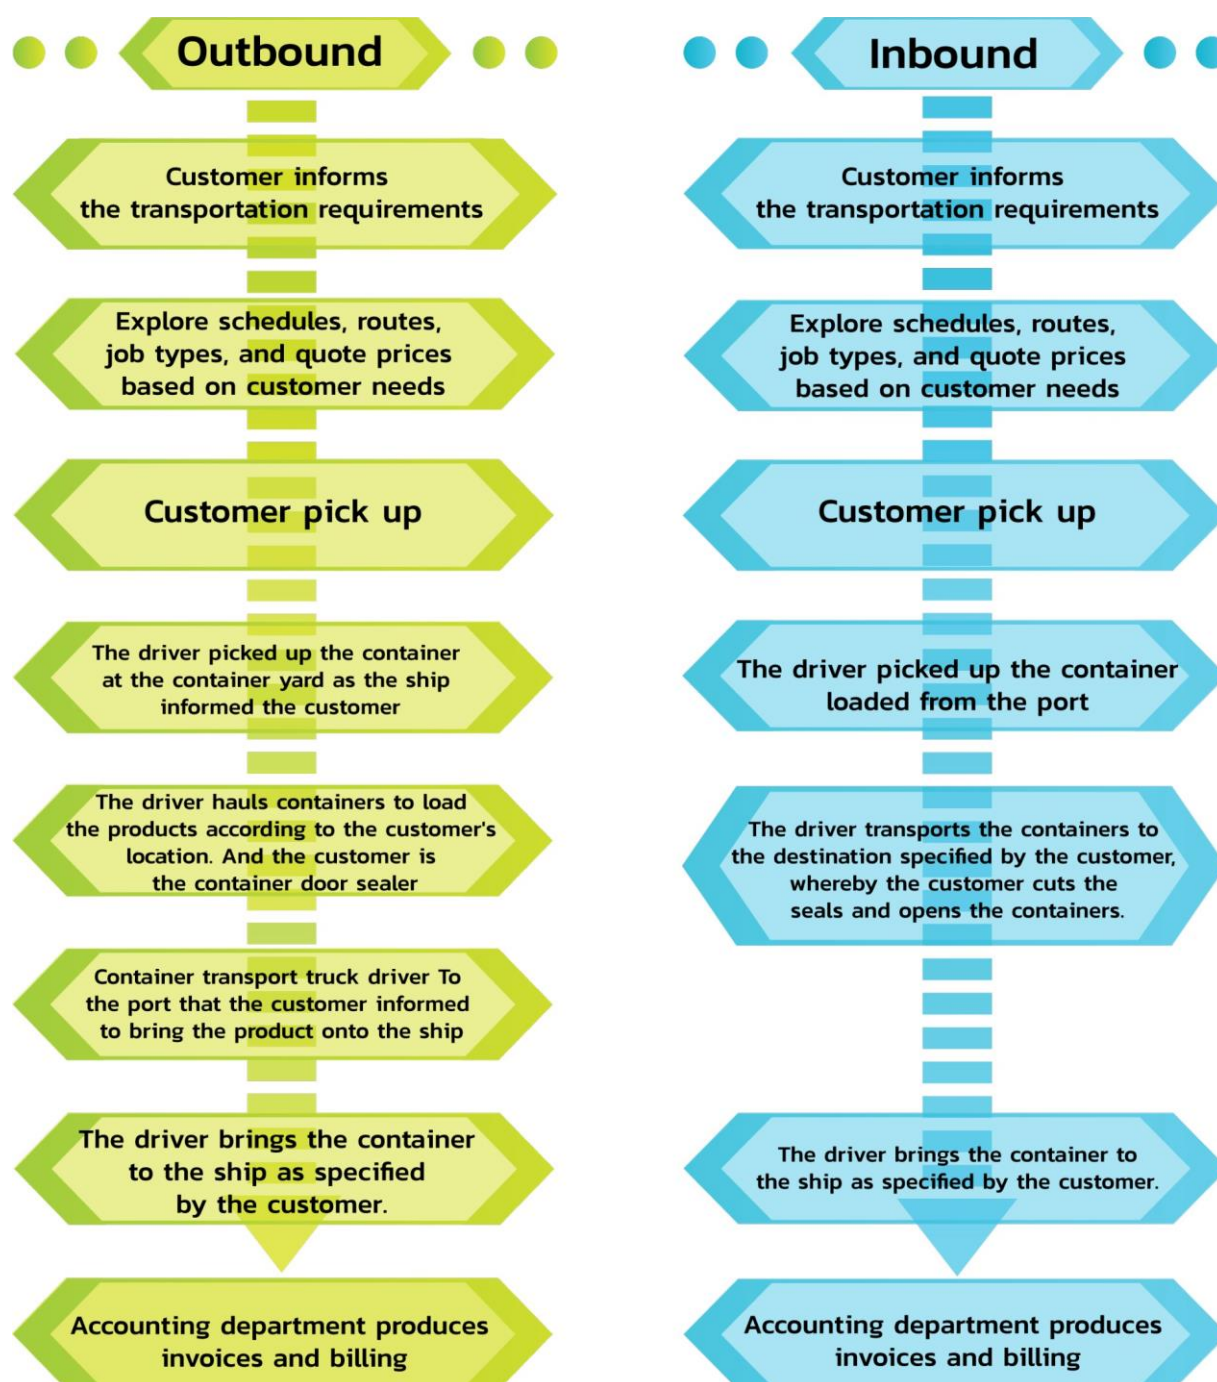 Outbound
Customer informs
the transportation requirements
Explore schedules, routes,
job types, and quote prices
based on customer needs
Customer pick up
The driver picked up the container
at the container yard as the ship
informed the customer
The driver hauls containers to load
the products according to the customer's
location. And the customer is
the container door sealer
Container transport truck driver To
the port that the customer informed
to bring the product onto the ship
The driver brings the container
to the ship as specified
by the customer.
Accounting department produces
invoices and billing
Inbound
Customer informs
the transportation requirements
Explore schedules, routes,
job types, and quote prices
based on customer needs
Customer pick up
The driver picked up the container
loaded from the port
The driver transports the containers to
the destination specified by the customer,
whereby the customer cuts the
seals and opens the containers.
The driver brings the container to
the ship as specified by the customer.
Accounting department produces
invoices and billing